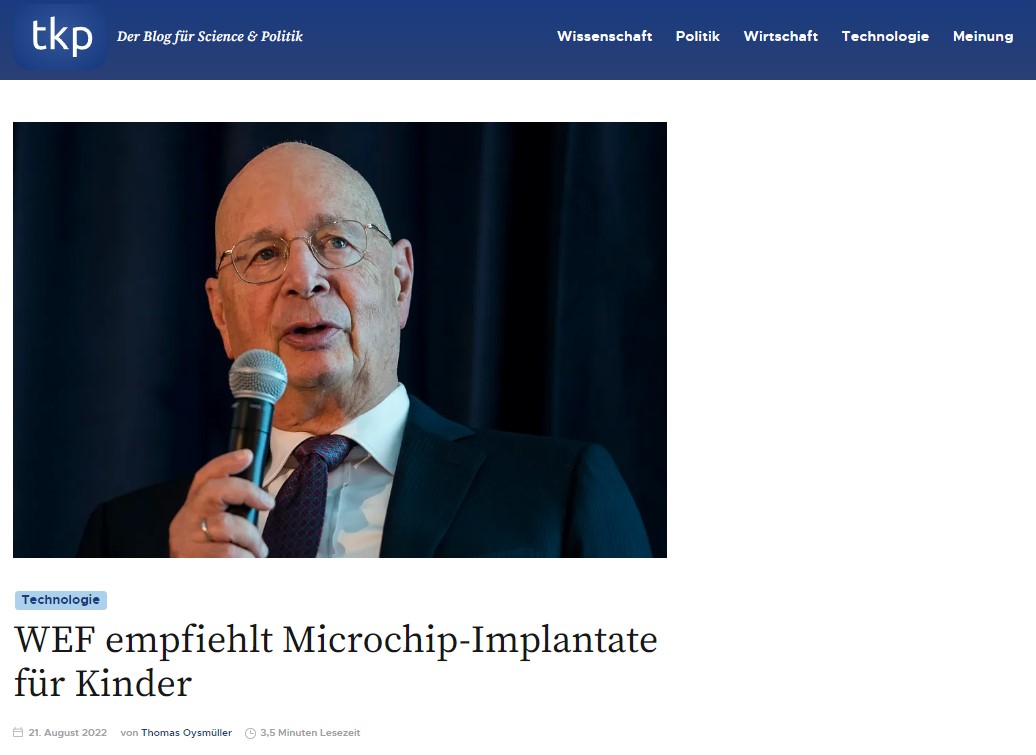 tkp
Der Blog für Science & Politik
Wissenschaft Politik Wirtschaft Technologie Meinung
Technologie
WEF empfiehlt Microchip-Implantate
für Kinder
21. August 2022 von Thomas Oysmüller 3,5 Minuten Lesezeit